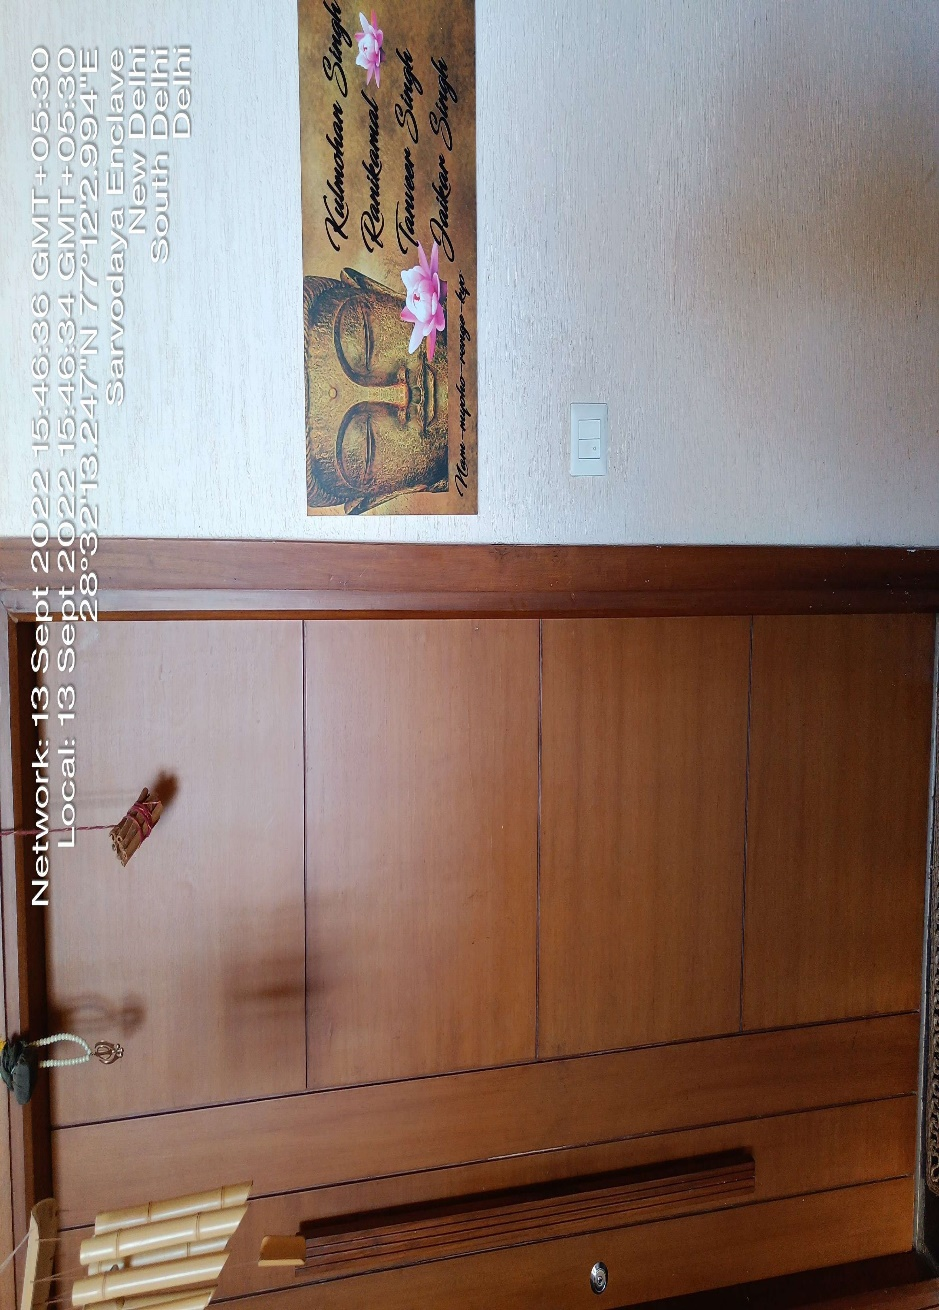 Network: 13 Sept 2022 15:46:36 GMT+05:30
Local: 13 Sept 2022 15:46:34 GMT+05:30
28°32'13.247"N 77°12'2.994"E
Sarvodaya Enclave
New Delhi
South Delhi
Delhi
Kulmohan Singh
Ranikamal
Tanveer Singh
Jaikar Singh
Nam-myoho-renge-kyo